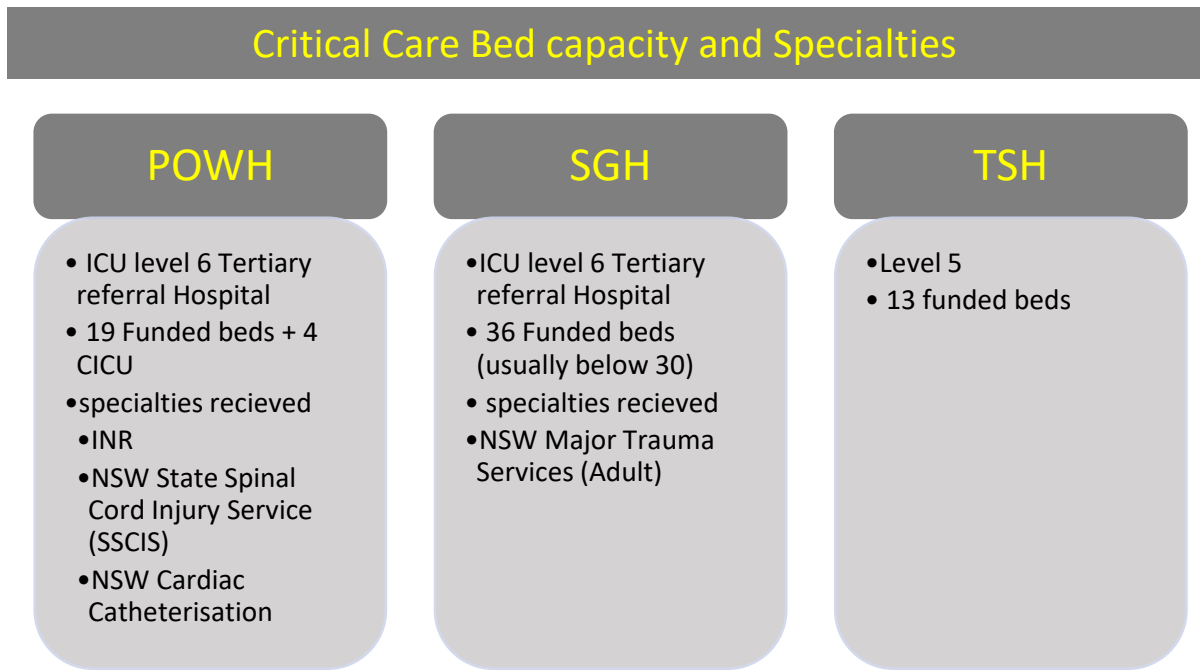 Critical Care Bed capacity and Specialties
POWH
• ICU level 6 Tertiary
referral Hospital
• 19 Funded beds + 4
CICU
•specialties recieved
•INR
•NSW State Spinal
Cord Injury Service
(SSCIS)
•NSW Cardiac
Catheterisation
SGH
•ICU level 6 Tertiary
referral Hospital
• 36 Funded beds
(usually below 30)
• specialties recieved
•NSW Major Trauma
Services (Adult)
TSH
•Level 5
• 13 funded beds